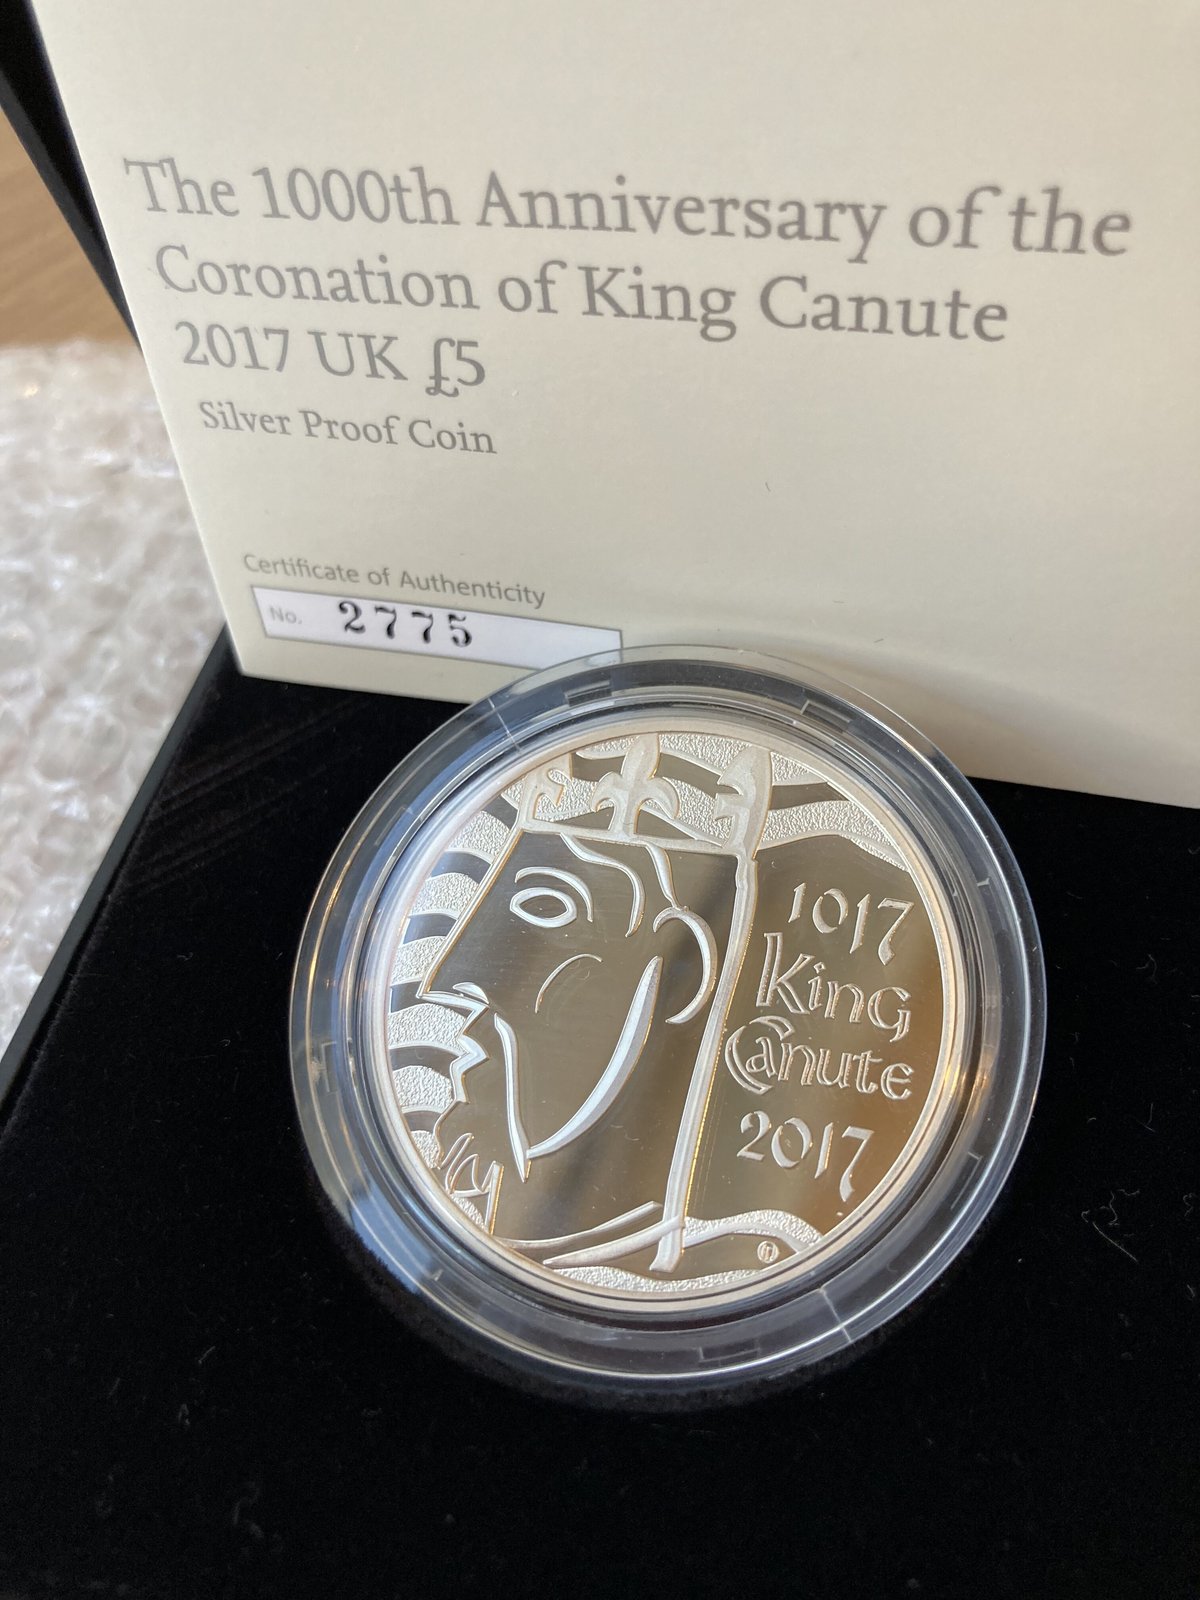 The 1000th Anniversary of the
Coronation of King Canute
2017 UK £5
Silver Proof Coin
Certificate of Authenticity
No. 2775
1017
King
Canute
2017